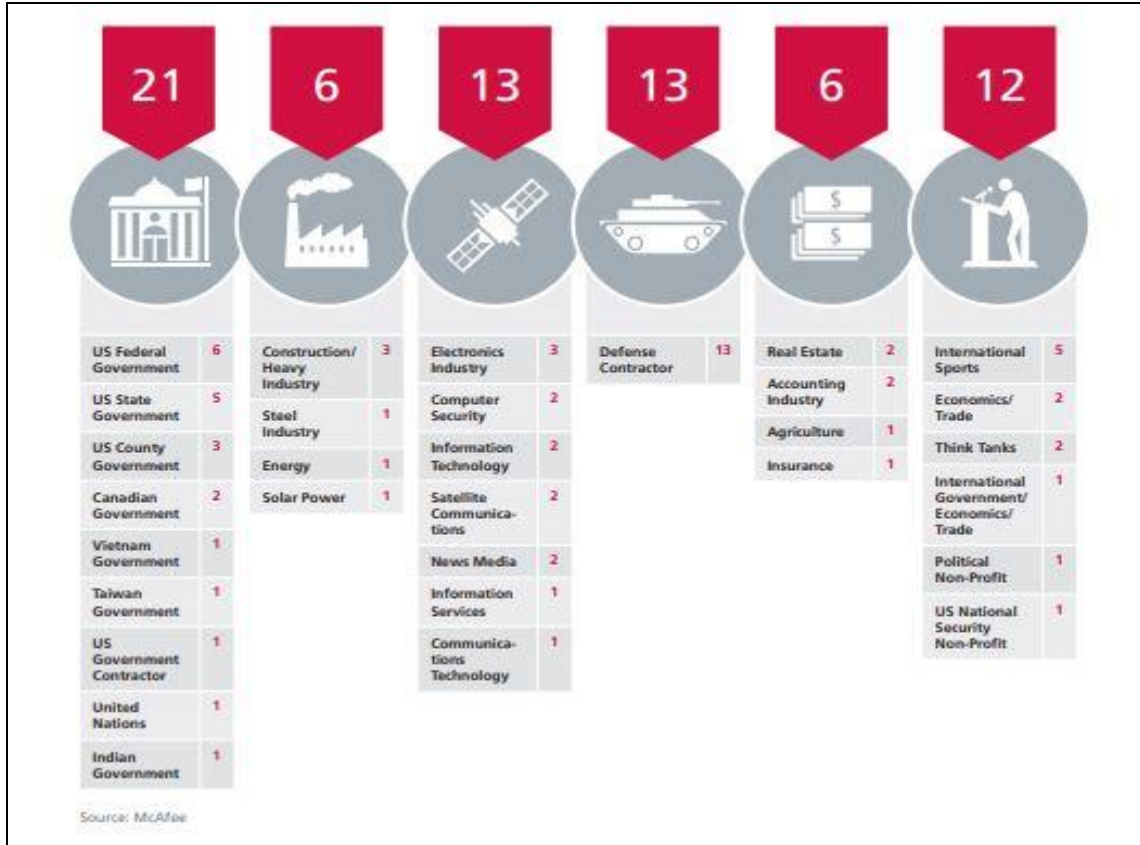 21
6
13
13
6
12
$
$
US Federal
Government
6
US State
Government
5
US County
Government
3
Canadian
Government
2
Vietnam
Government
1
Taiwan
Government
1
US
Government
Contractor
1
United
Nations
1
Indian
Government
1
Construction/
Heavy
Industry
3
Steel
Industry
1
Energy
1
Solar Power
1
Electronics
Industry
3
Computer
Security
2
Information
Technology
2
Satellite
Communica-
tions
2
News Media
2
Information
Services
1
Communica-
tions
Technology
1
Defense
Contractor
13
Real Estate
2
Accounting
Industry
2
Agriculture
1
Insurance
1
International
Sports
5
Economics/
Trade
2
Think Tanks
2
International
Government/
Economics/
Trade
1
Political
Non-Profit
1
US National
Security
Non-Profit
1
Source: McAfee